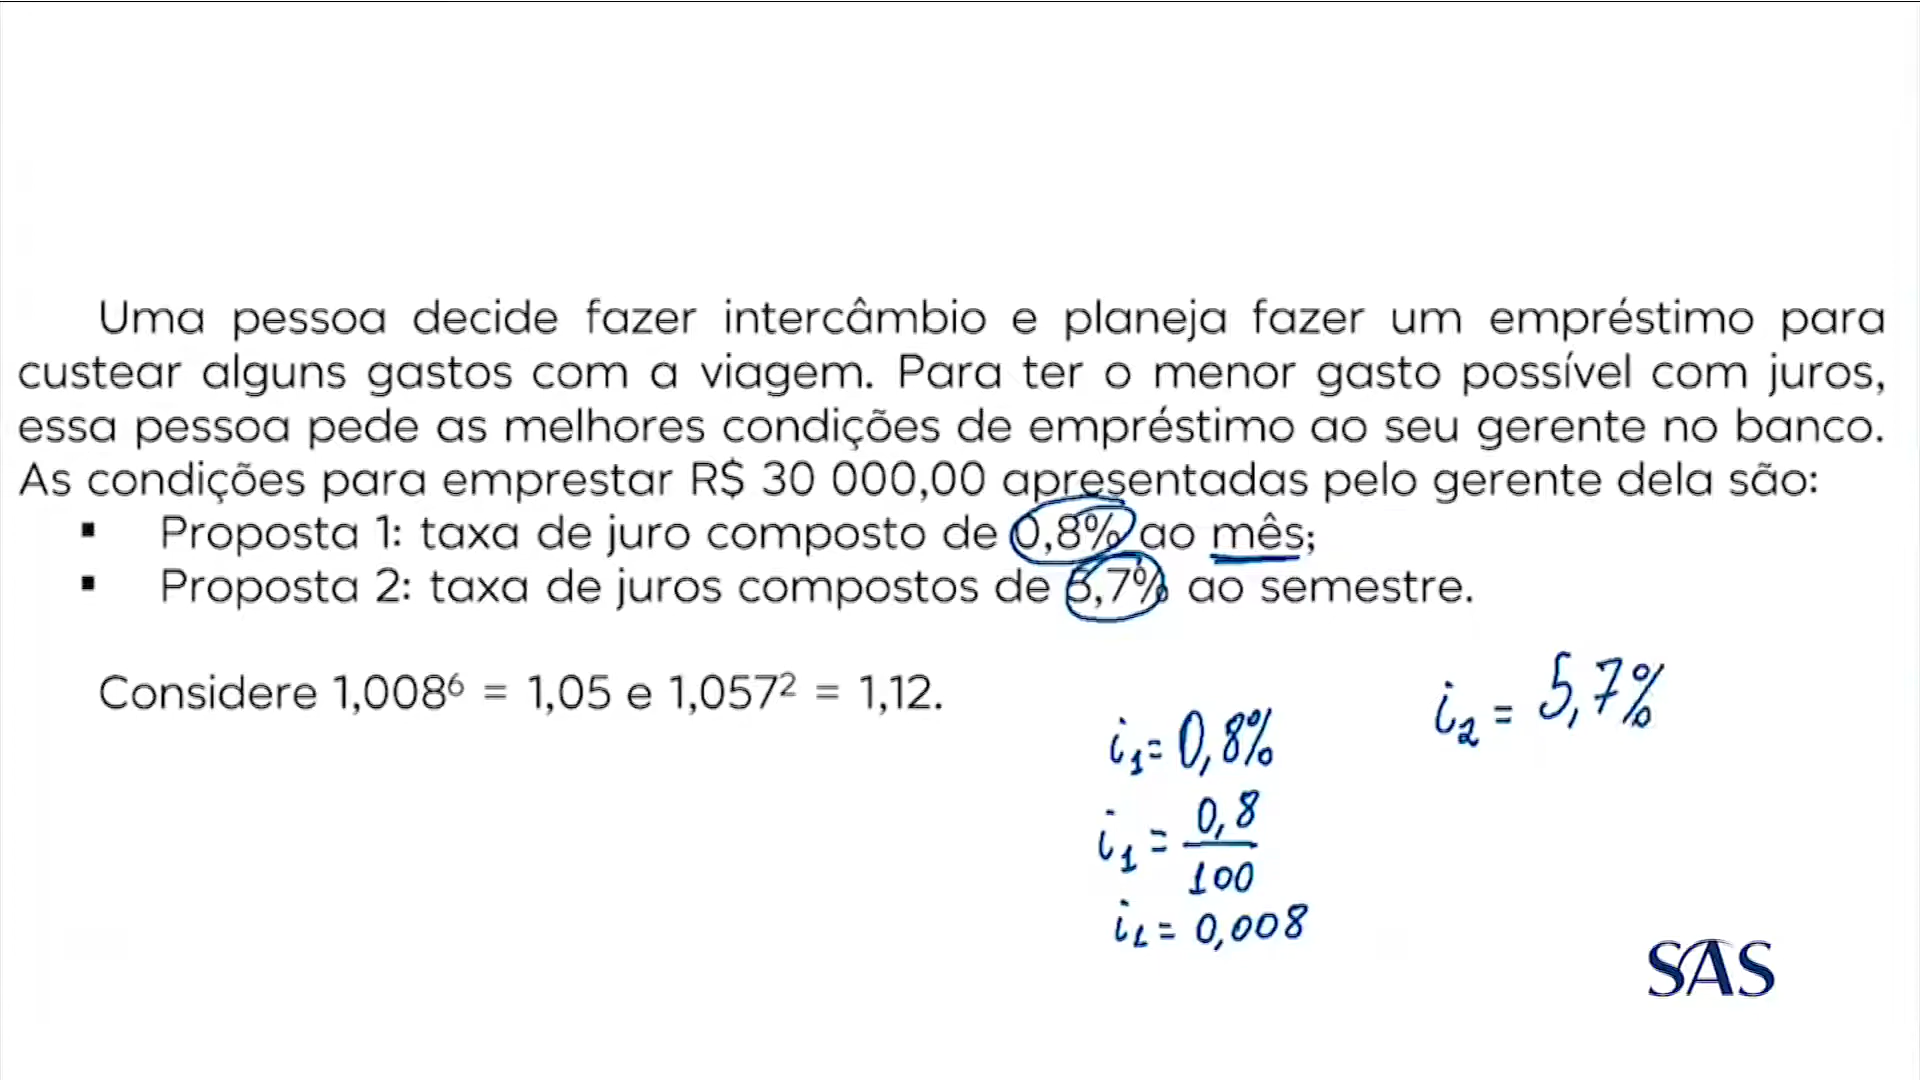 Uma pessoa decide fazer intercâmbio e planeja fazer um empréstimo para
custear alguns gastos com a viagem. Para ter o menor gasto possível com juros,
essa pessoa pede as melhores condições de empréstimo ao seu gerente no banco.
As condições para emprestar R$ 30 000,00 apresentadas pelo gerente dela são:
▪ Proposta 1: taxa de juro composto de 0,8% ao mês;
▪ Proposta 2: taxa de juros compostos de 5,7% ao semestre.
Considere 1,008⁶ = 1,05 e 1,057² = 1,12.
i₁ = 0,8%
i₂ = 5,7%
i₁ = 0,8/100
i₁ = 0,008
SAS